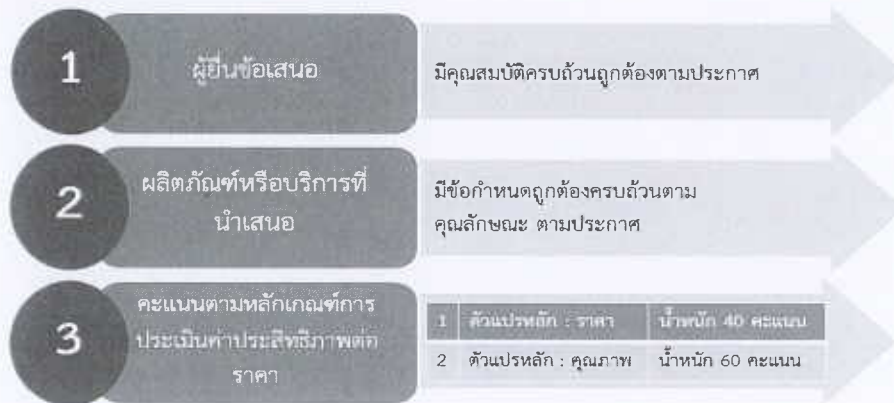 1
ผู้ยื่นข้อเสนอ
มีคุณสมบัติครบถ้วนถูกต้องตามประกาศ
2
ผลิตภัณฑ์หรือบริการที่
นำเสนอ
มีข้อกำหนดถูกต้องครบถ้วนตาม
คุณลักษณะ ตามประกาศ
3
คะแนนตามหลักเกณฑ์การ
ประเมินค่าประสิทธิภาพต่อ
ราคา
1 ตัวแปรหลัก : ราคา น้ำหนัก 40 คะแนน
2 ตัวแปรหลัก : คุณภาพ น้ำหนัก 60 คะแนน